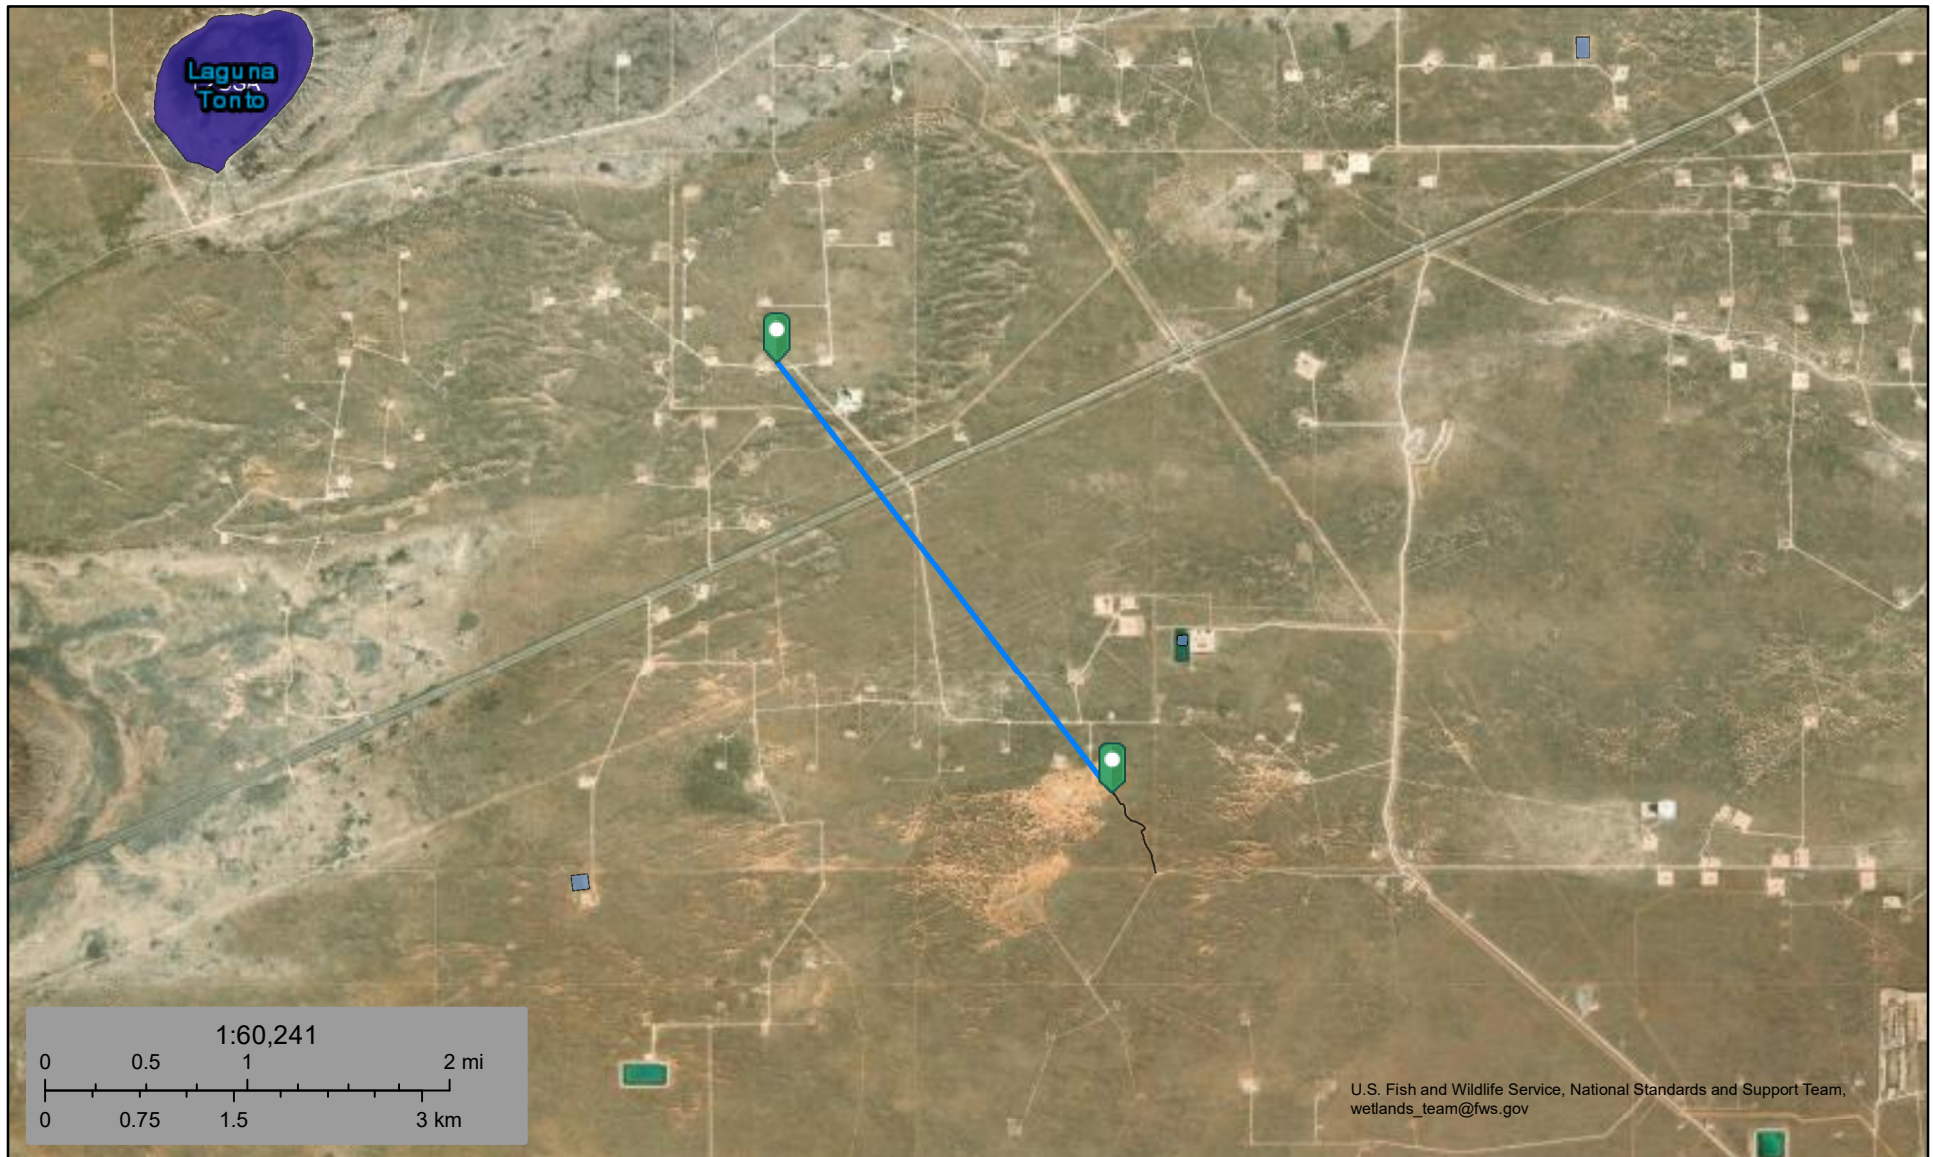 Laguna
Tonto
1:60,241
0 0.5 1 2 mi
0 0.75 1.5 3 km
U.S. Fish and Wildlife Service, National Standards and Support Team,
wetlands_team@fws.gov